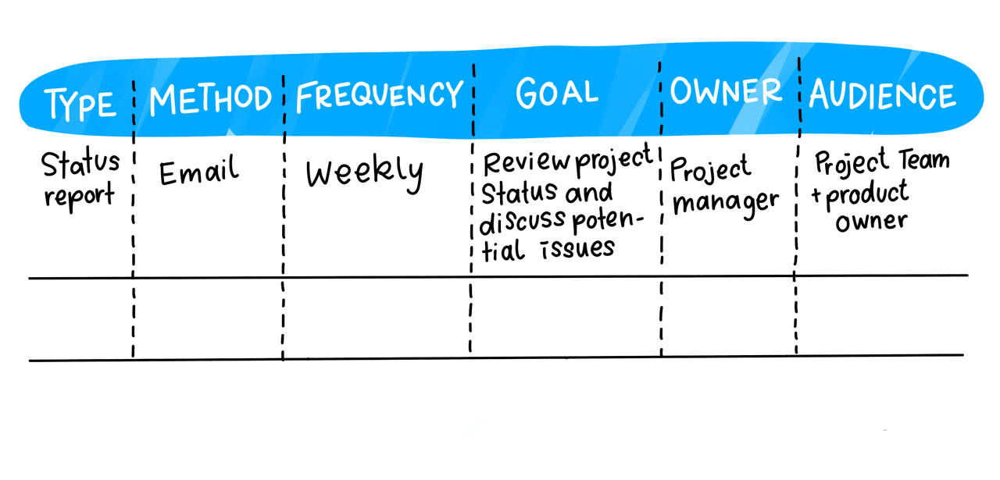 TYPE METHOD FREQUENCY GOAL OWNER AUDIENCE
Status
report
Email
Weekly
Review project
Status and
discuss poten-
tial issues
Project
manager
Project Team
+ product
owner